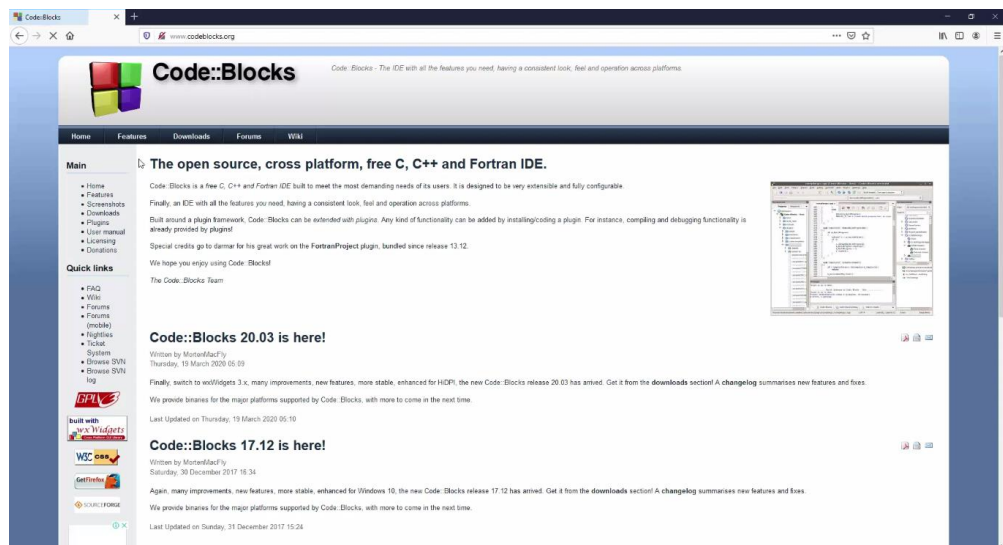 Code::Blocks
www.codeblocks.org
Code::Blocks
Code::Blocks - The IDE with all the features you need, having a consistent look, feel and operation across platforms.
Home Features Downloads Forums Wiki
Main
Home
Features
Screenshots
Downloads
Plugins
User manual
Licensing
Donations
Quick links
FAQ
Wiki
Forums
Forums
(mobile)
Nightlies
Ticket
System
Browse SVN
Browse SVN
log
GPLV3
built with
wxWidgets
W3C css
GetFirefox
SOURCEFORGE
The open source, cross platform, free C, C++ and Fortran IDE.
Code::Blocks is a free C, C++ and Fortran IDE built to meet the most demanding needs of its users. It is designed to be very extensible and fully configurable.
Finally, an IDE with all the features you need, having a consistent look, feel and operation across platforms.
Built around a plugin framework, Code::Blocks can be extended with plugins. Any kind of functionality can be added by installing/coding a plugin. For instance, compiling and debugging functionality is
already provided by plugins!
Special credits go to darmar for his great work on the FortranProject plugin, bundled since release 13.12.
We hope you enjoy using Code::Blocks!
The Code::Blocks Team
Code::Blocks 20.03 is here!
Written by MortenMacFly
Thursday, 19 March 2020 05:09
Finally, switch to wxWidgets 3.x, many improvements, new features, more stable, enhanced for HiDPI, the new Code::Blocks release 20.03 has arrived. Get it from the downloads section! A changelog summarises new features and fixes.
We provide binaries for the major platforms supported by Code::Blocks, with more to come in the next time.
Last Updated on Thursday, 19 March 2020 05:10
Code::Blocks 17.12 is here!
Written by MortenMacFly
Saturday, 30 December 2017 16:34
Again, many improvements, new features, more stable, enhanced for Windows 10, the new Code::Blocks release 17.12 has arrived. Get it from the downloads section! A changelog summarises new features and fixes.
We provide binaries for the major platforms supported by Code::Blocks, with more to come in the next time.
Last Updated on Sunday, 31 December 2017 15:24